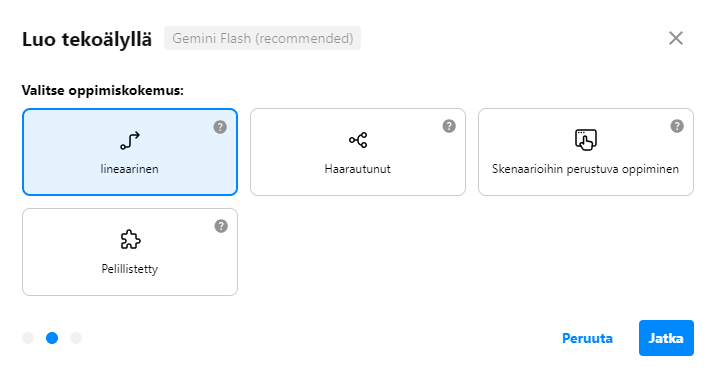 Luo tekoälyllä Gemini Flash (recommended)
Valitse oppimiskokemus:
lineaarinen
Haarautunut
Skenaarioihin perustuva oppiminen
Pelillistetty
Peruuta
Jatka